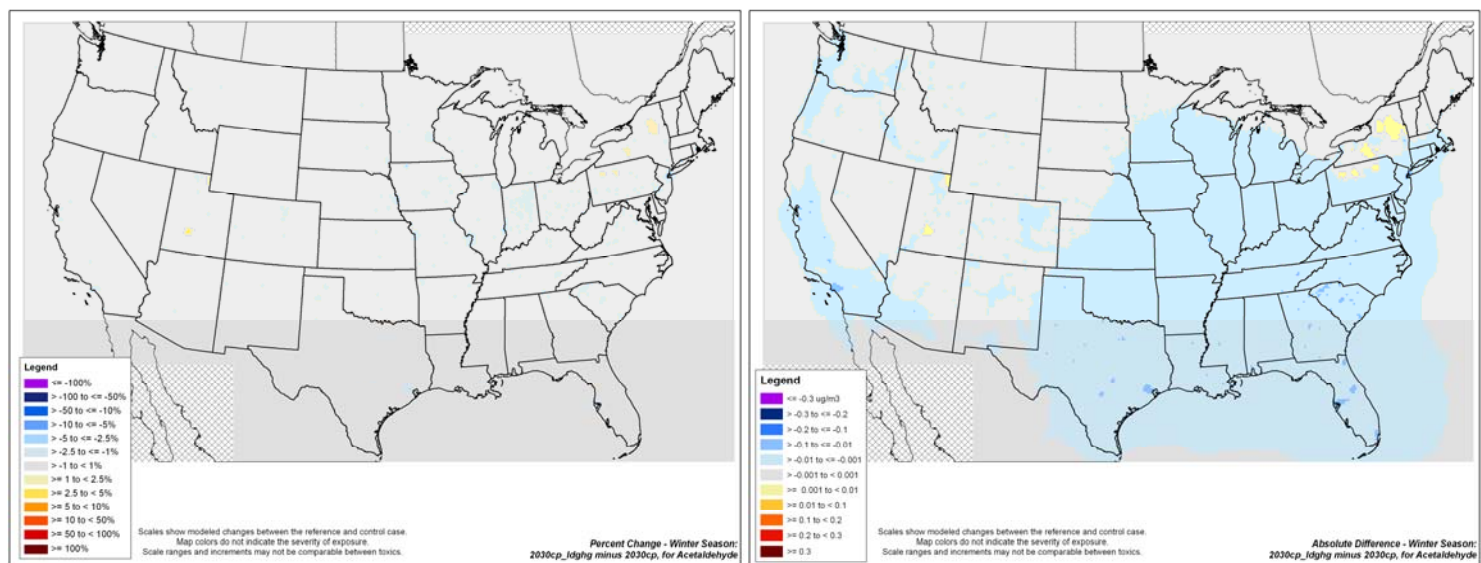 Legend
<= -100%
> -100 to <= -50%
> -50 to <= -10%
> -10 to <= -5%
> -5 to <= -2.5%
> -2.5 to <= -1%
> -1 to < 1%
>= 1 to < 2.5%
>= 2.5 to < 5%
>= 5 to < 10%
>= 10 to < 50%
>= 50 to < 100%
>= 100%
Scales show modeled changes between the reference and control case.
Map colors do not indicate the severity of exposure.
Scale ranges and increments may not be comparable between toxics.
Percent Change - Winter Season:
2030cp_ldghg minus 2030cp, for Acetaldehyde
Legend
<= -0.3 ug/m3
> -0.3 to <= -0.2
> -0.2 to <= -0.1
> -0.1 to <= -0.01
> -0.01 to <= -0.001
> -0.001 to < 0.001
>= 0.001 to < 0.01
>= 0.01 to < 0.1
>= 0.1 to < 0.2
>= 0.2 to < 0.3
>= 0.3
Scales show modeled changes between the reference and control case.
Map colors do not indicate the severity of exposure.
Scale ranges and increments may not be comparable between toxics.
Absolute Difference - Winter Season:
2030cp_ldghg minus 2030cp, for Acetaldehyde